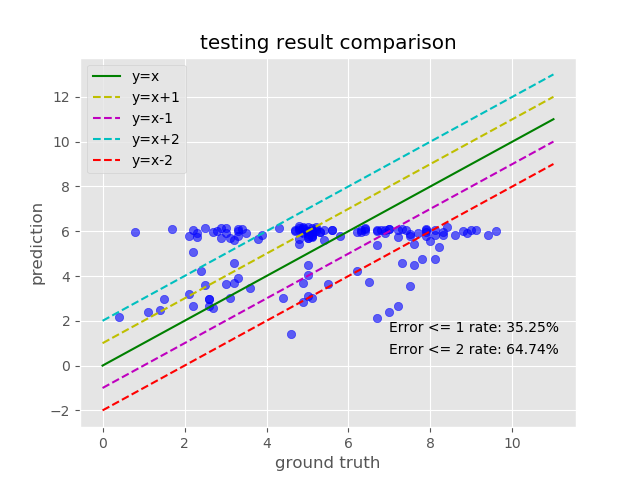 testing result comparison
y=x
y=x+1
y=x-1
y=x+2
y=x-2
12
10
8
6
4
2
0
−2
prediction
Error <= 1 rate: 35.25%
Error <= 2 rate: 64.74%
0 2 4 6 8 10
ground truth